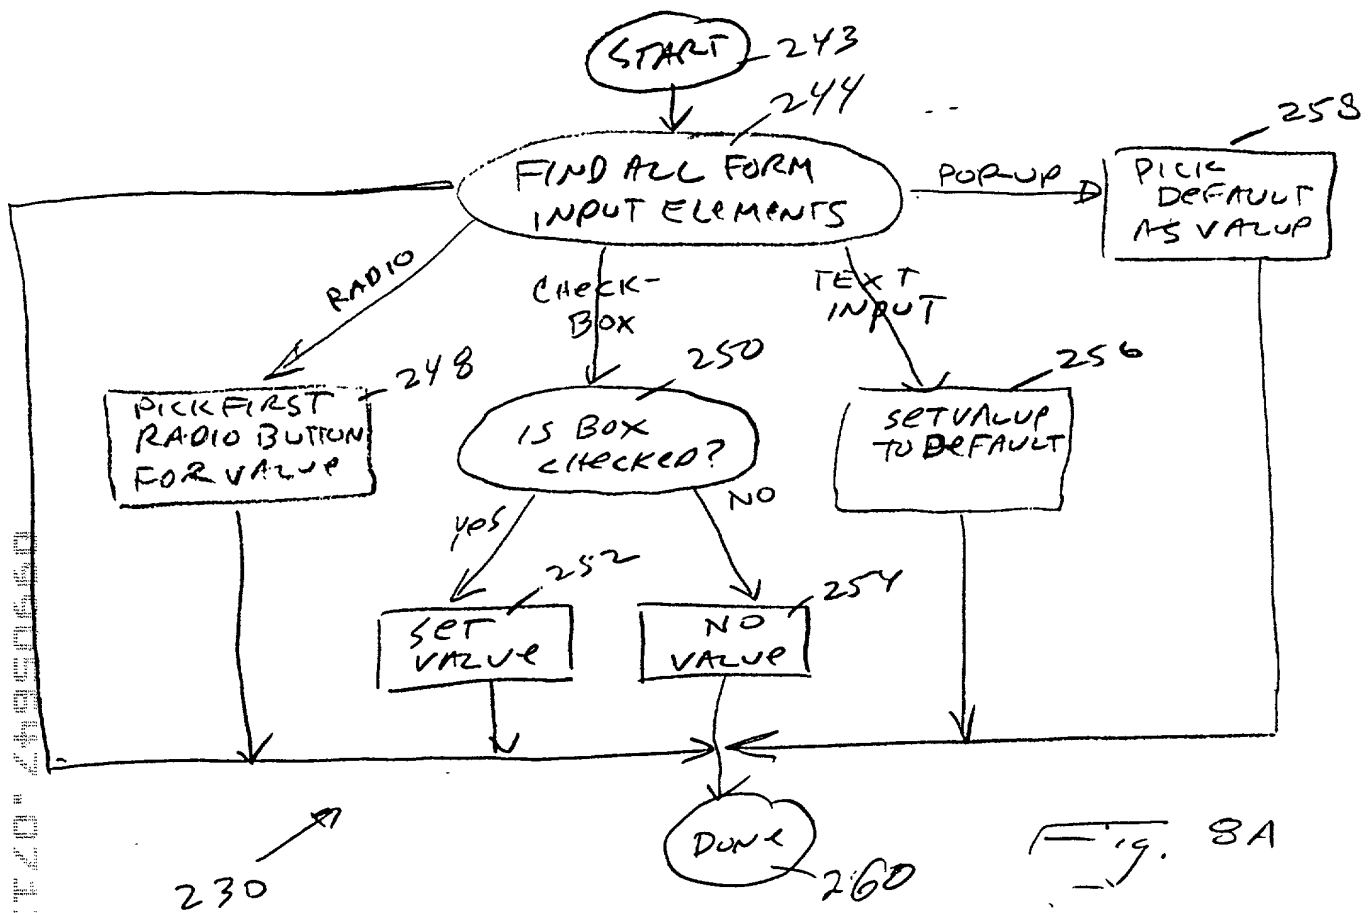 START
243
244
FIND ALL FORM
INPUT ELEMENTS
POP-UP
258
PICK
DEFAULT
AS VALUE
RADIO
CHECK-
BOX
TEXT
INPUT
248
PICK FIRST
RADIO BUTTON
FOR VALUE
250
IS BOX
CHECKED?
256
SET VALUE
TO DEFAULT
YES
NO
252
SET
VALUE
254
NO
VALUE
DONE
260
230
Fig. 8A